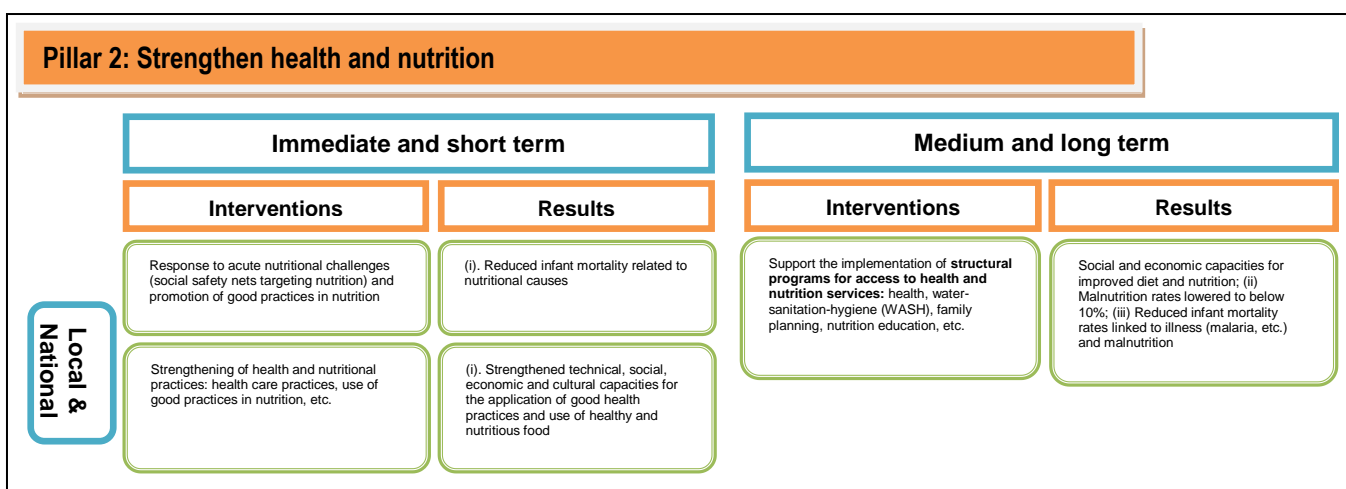 Pillar 2: Strengthen health and nutrition
Immediate and short term
Medium and long term
Interventions
Results
Interventions
Results
Local &
National
Response to acute nutritional challenges
(social safety nets targeting nutrition) and
promotion of good practices in nutrition
(i). Reduced infant mortality related to
nutritional causes
Support the implementation of structural
programs for access to health and
nutrition services: health, water-
sanitation-hygiene (WASH), family
planning, nutrition education, etc.
Social and economic capacities for
improved diet and nutrition; (ii)
Malnutrition rates lowered to below
10%; (iii) Reduced infant mortality
rates linked to illness (malaria, etc.)
and malnutrition
Strengthening of health and nutritional
practices: health care practices, use of
good practices in nutrition, etc.
(i). Strengthened technical, social,
economic and cultural capacities for
the application of good health
practices and use of healthy and
nutritious food